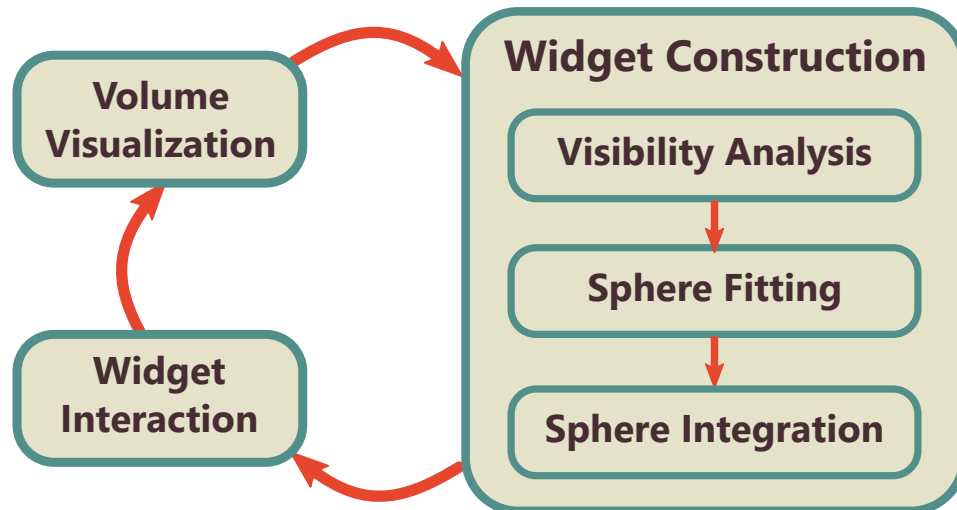 Volume
Visualization
Widget Construction
Visibility Analysis
Sphere Fitting
Sphere Integration
Widget
Interaction